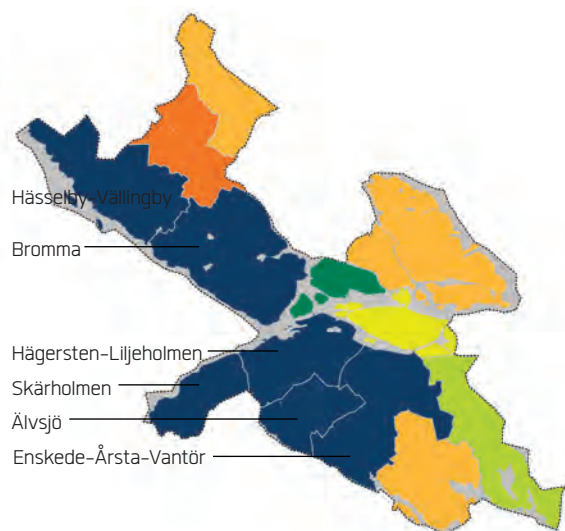 Hässelby-Vällingby
Bromma
Hägersten-Liljeholmen
Skärholmen
Älvsjö
Enskede-Årsta-Vantör